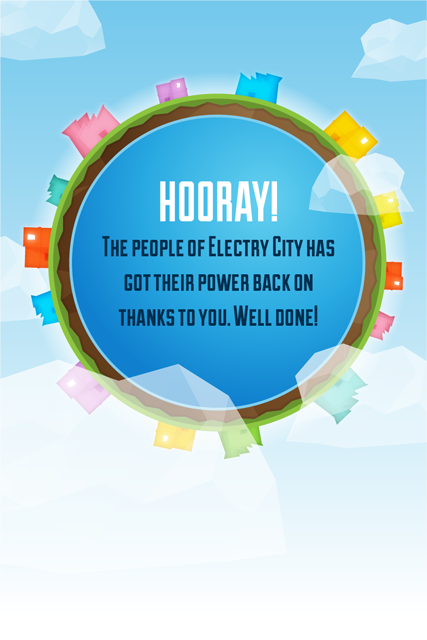 HOORAY!
THE PEOPLE OF ELECTRY CITY HAS
GOT THEIR POWER BACK ON
THANKS TO YOU. WELL DONE!